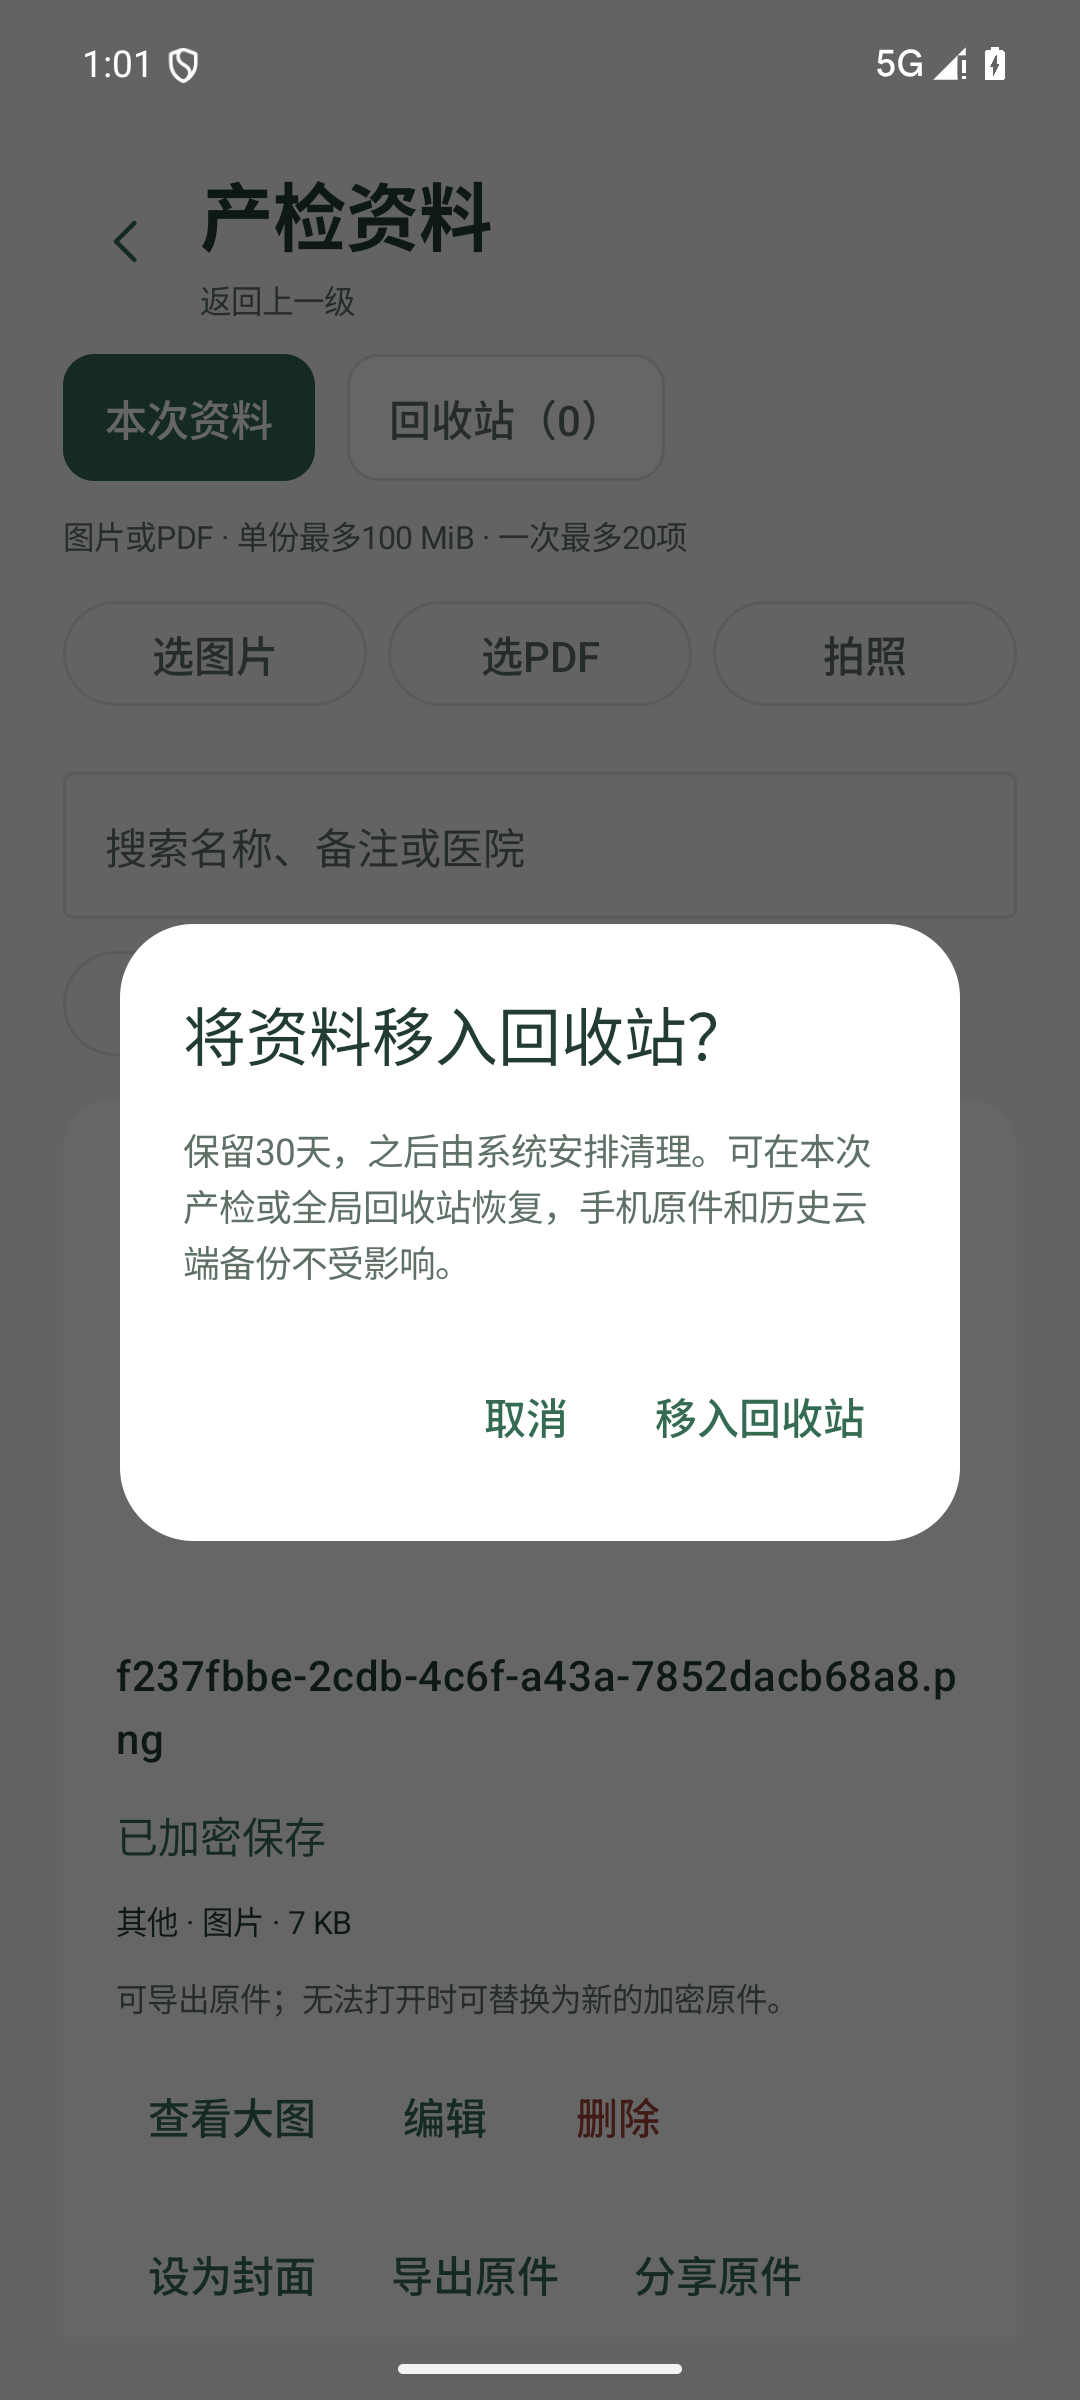 1:01
5G
产检资料
返回上一级
本次资料
回收站（0）
图片或PDF · 单份最多100 MiB · 一次最多20项
选图片
选PDF
拍照
搜索名称、备注或医院
将资料移入回收站？
保留30天，之后由系统安排清理。可在本次
产检或全局回收站恢复，手机原件和历史云
端备份不受影响。
取消
移入回收站
f237fbbe-2cdb-4c6f-a43a-7852dacb68a8.p
ng
已加密保存
其他 · 图片 · 7 KB
可导出原件；无法打开时可替换为新的加密原件。
查看大图
编辑
删除
设为封面
导出原件
分享原件